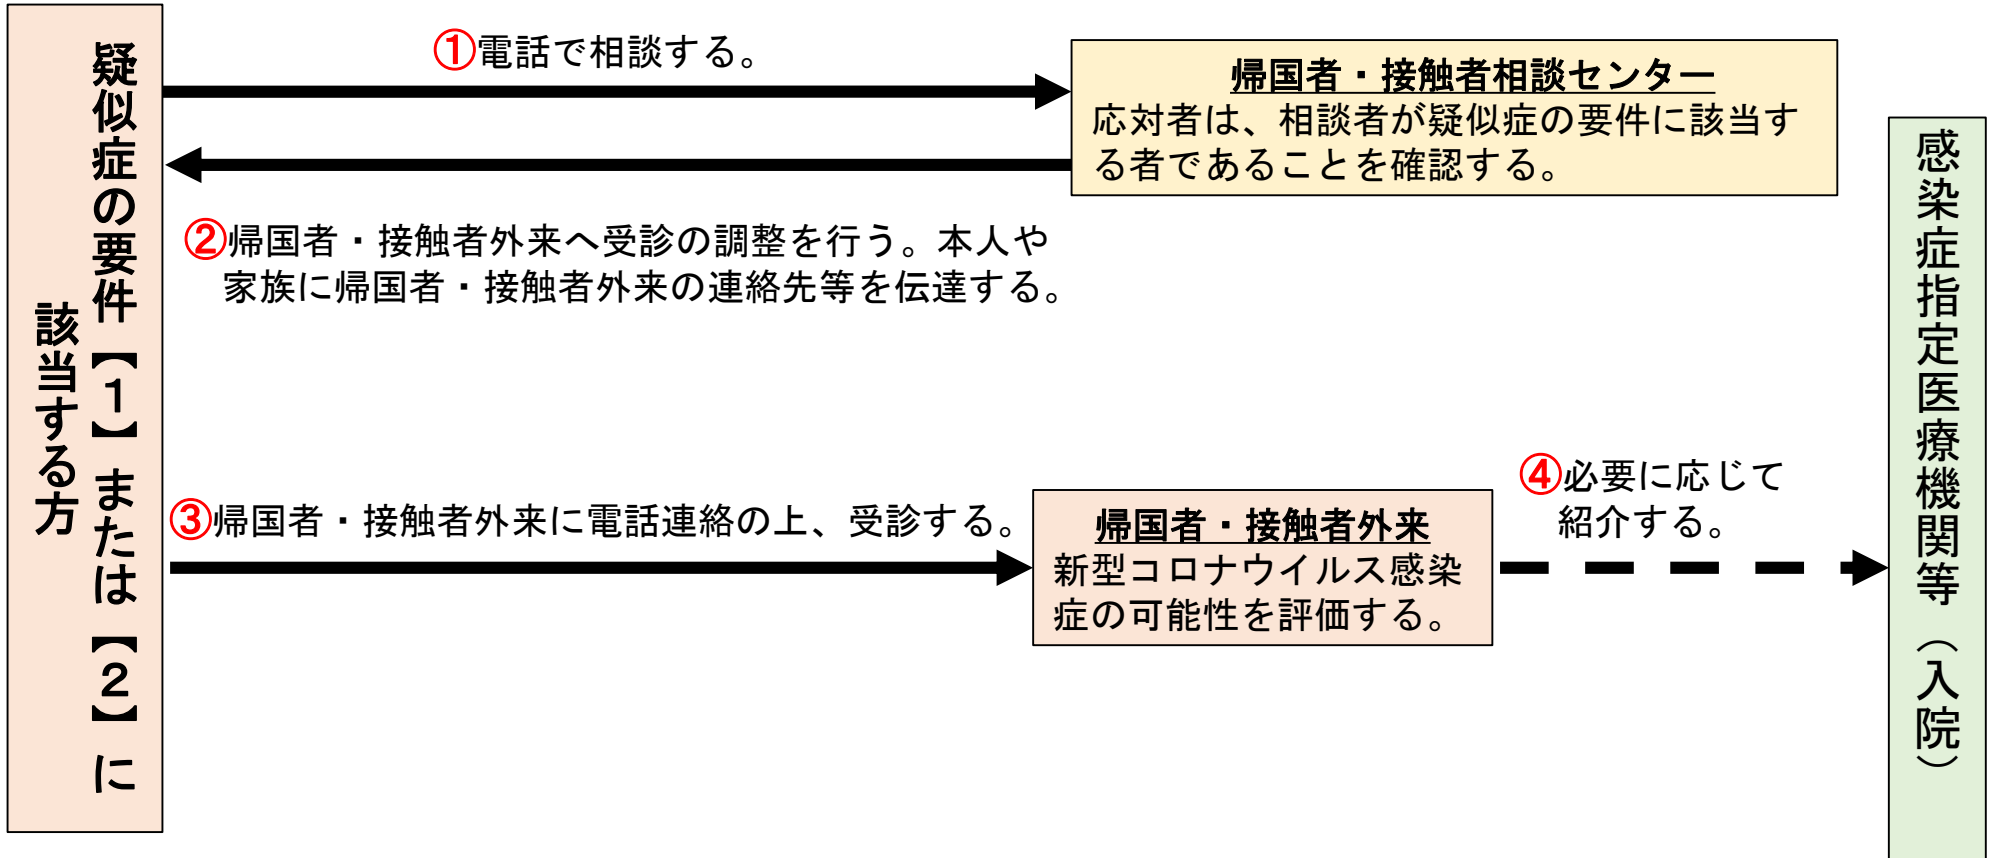 疑似症の要件【１】または【２】に
該当する方
①電話で相談する。
帰国者・接触者相談センター
応対者は、相談者が疑似症の要件に該当す
る者であることを確認する。
②帰国者・接触者外来へ受診の調整を行う。本人や
家族に帰国者・接触者外来の連絡先等を伝達する。
③帰国者・接触者外来に電話連絡の上、受診する。
帰国者・接触者外来
新型コロナウイルス感染
症の可能性を評価する。
④必要に応じて
紹介する。
感染症指定医療機関等（入院）